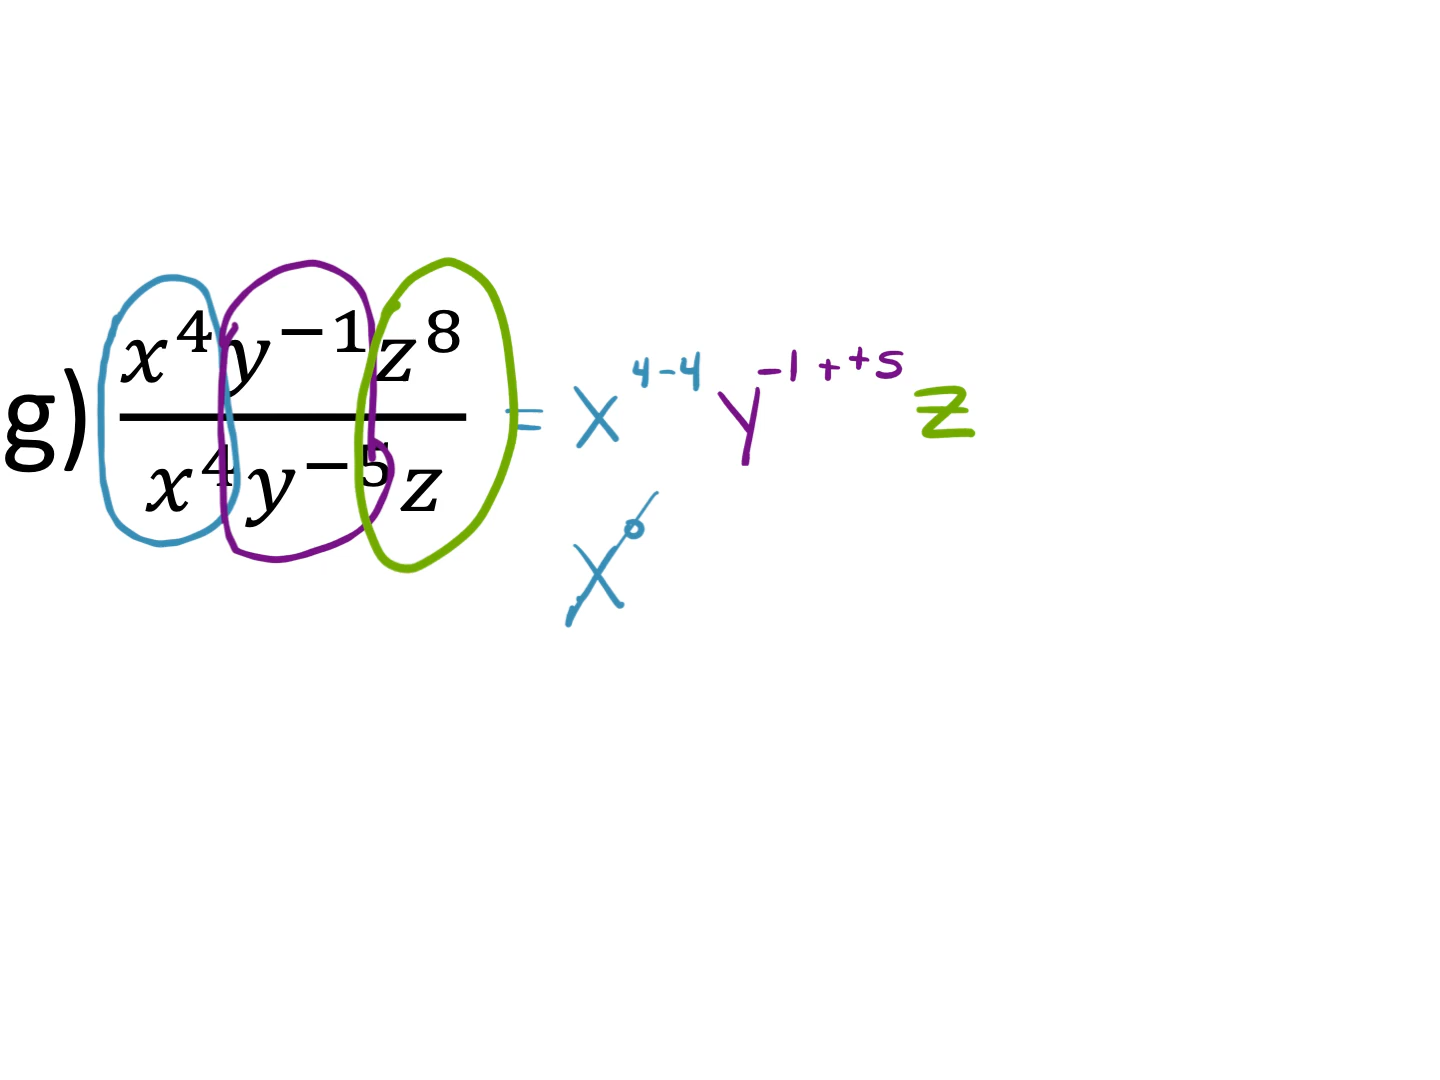 g) x⁴y⁻¹z⁸ / x⁴y⁻⁵z = x⁴⁻⁴ y⁻¹⁺⁺⁵ z
x⁰